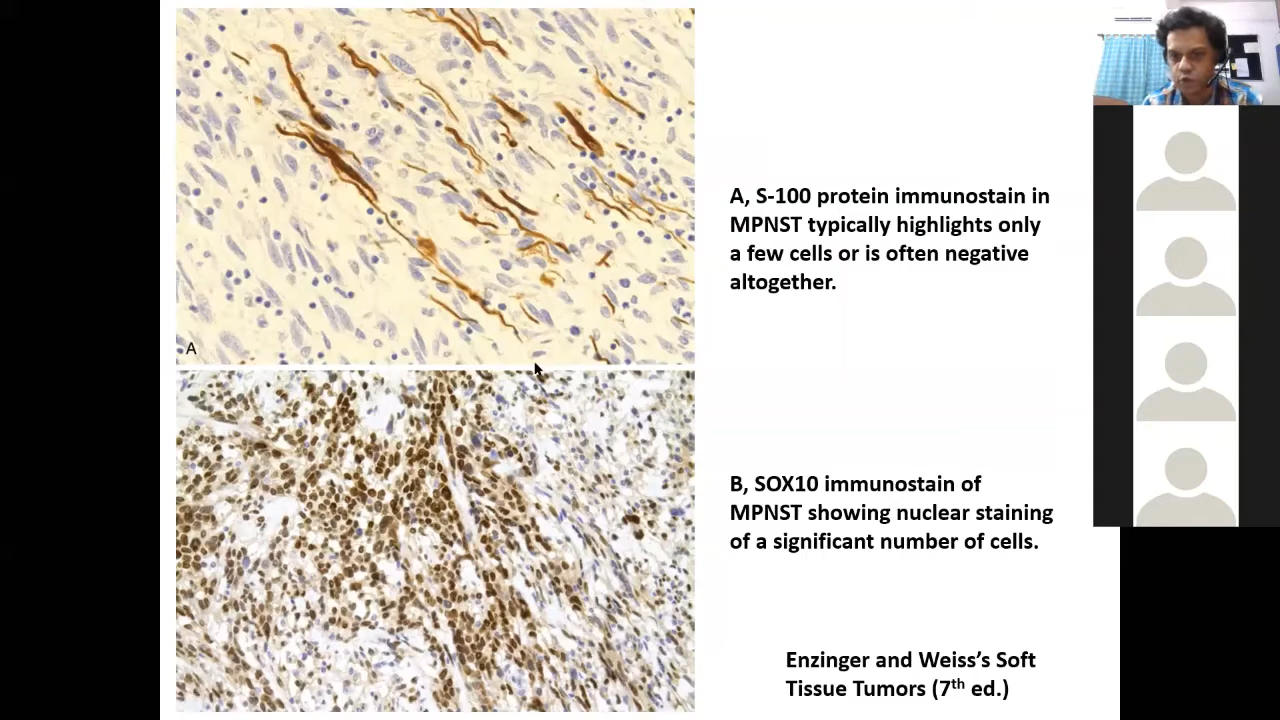 A, S-100 protein immunostain in
MPNST typically highlights only
a few cells or is often negative
altogether.
A
B, SOX10 immunostain of
MPNST showing nuclear staining
of a significant number of cells.
Enzinger and Weiss’s Soft
Tissue Tumors (7th ed.)